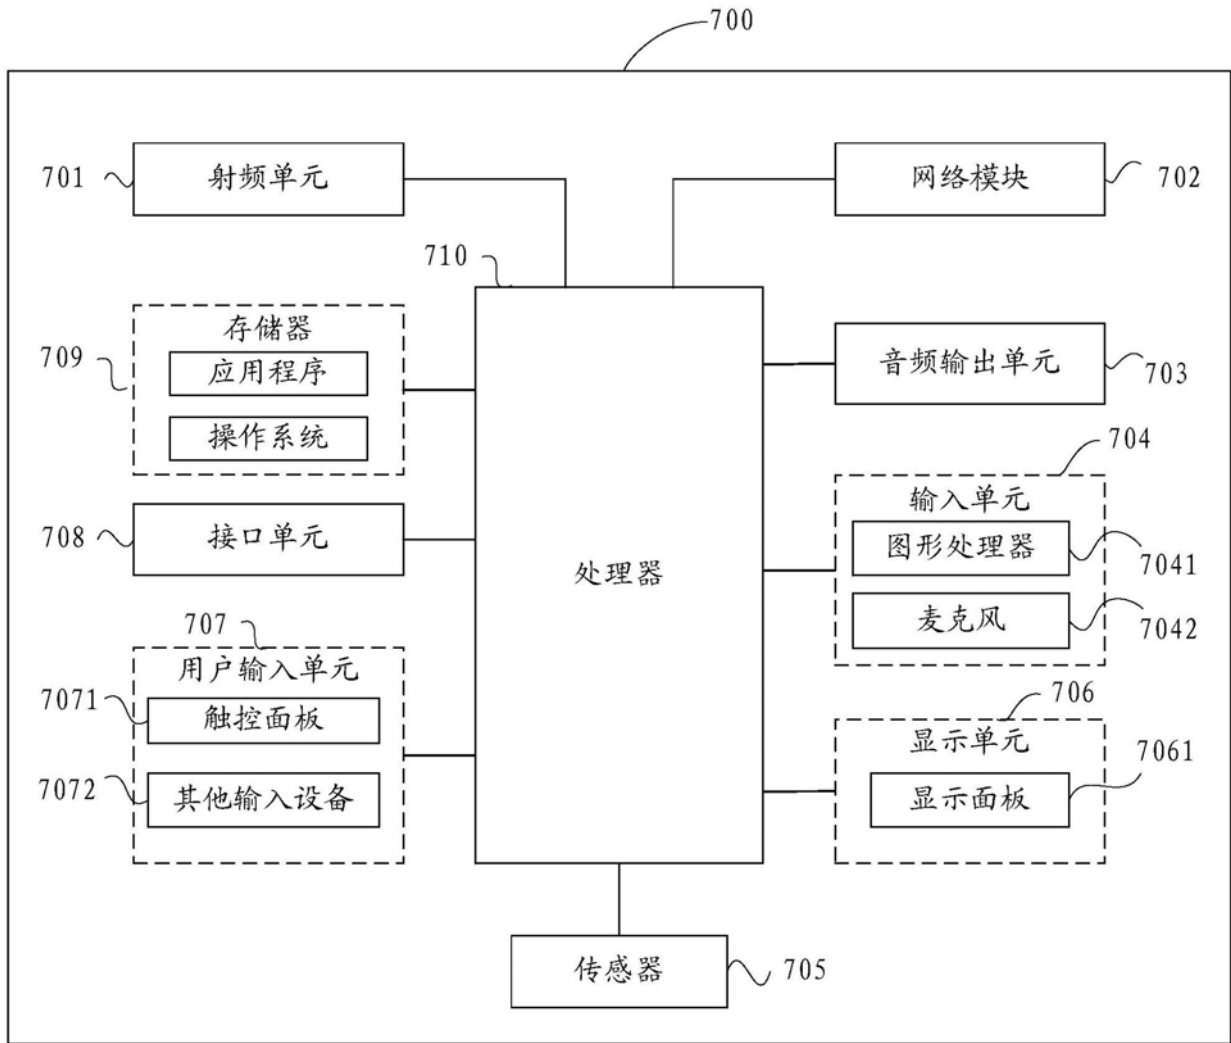 700
701
射频单元
网络模块
702
710
存储器
709
应用程序
操作系统
音频输出单元
703
704
输入单元
图形处理器
7041
麦克风
7042
708
接口单元
处理器
707
用户输入单元
7071
触控面板
7072
其他输入设备
706
显示单元
7061
显示面板
传感器
705